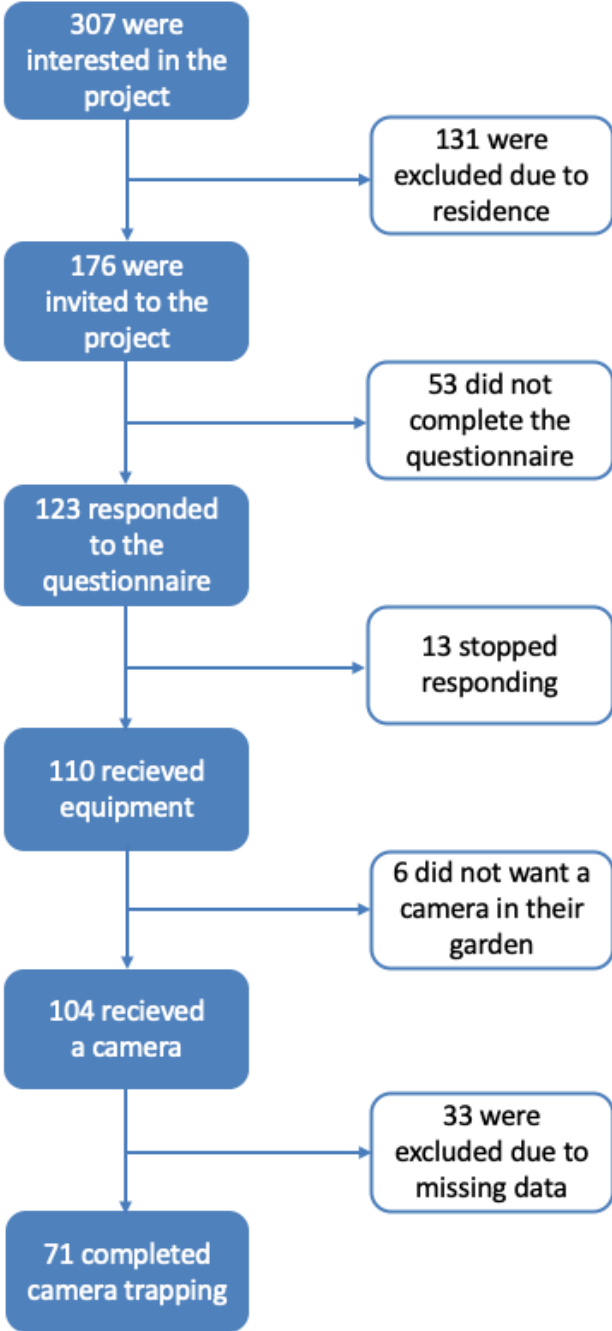 307 were
interested in the
project
131 were
excluded due to
residence
176 were
invited to the
project
53 did not
complete the
questionnaire
123 responded
to the
questionnaire
13 stopped
responding
110 recieved
equipment
6 did not want a
camera in their
garden
104 recieved
a camera
33 were
excluded due to
missing data
71 completed
camera trapping